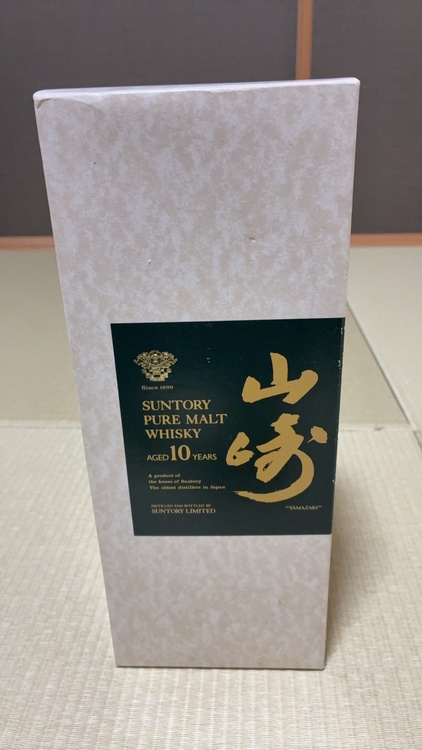 Since 1899
SUNTORY
PURE MALT
WHISKY
AGED 10 YEARS
A product of
the house of Suntory
The oldest distillers in Japan
DISTILLED AND BOTTLED BY
SUNTORY LIMITED
山崎
"YAMAZAKI"